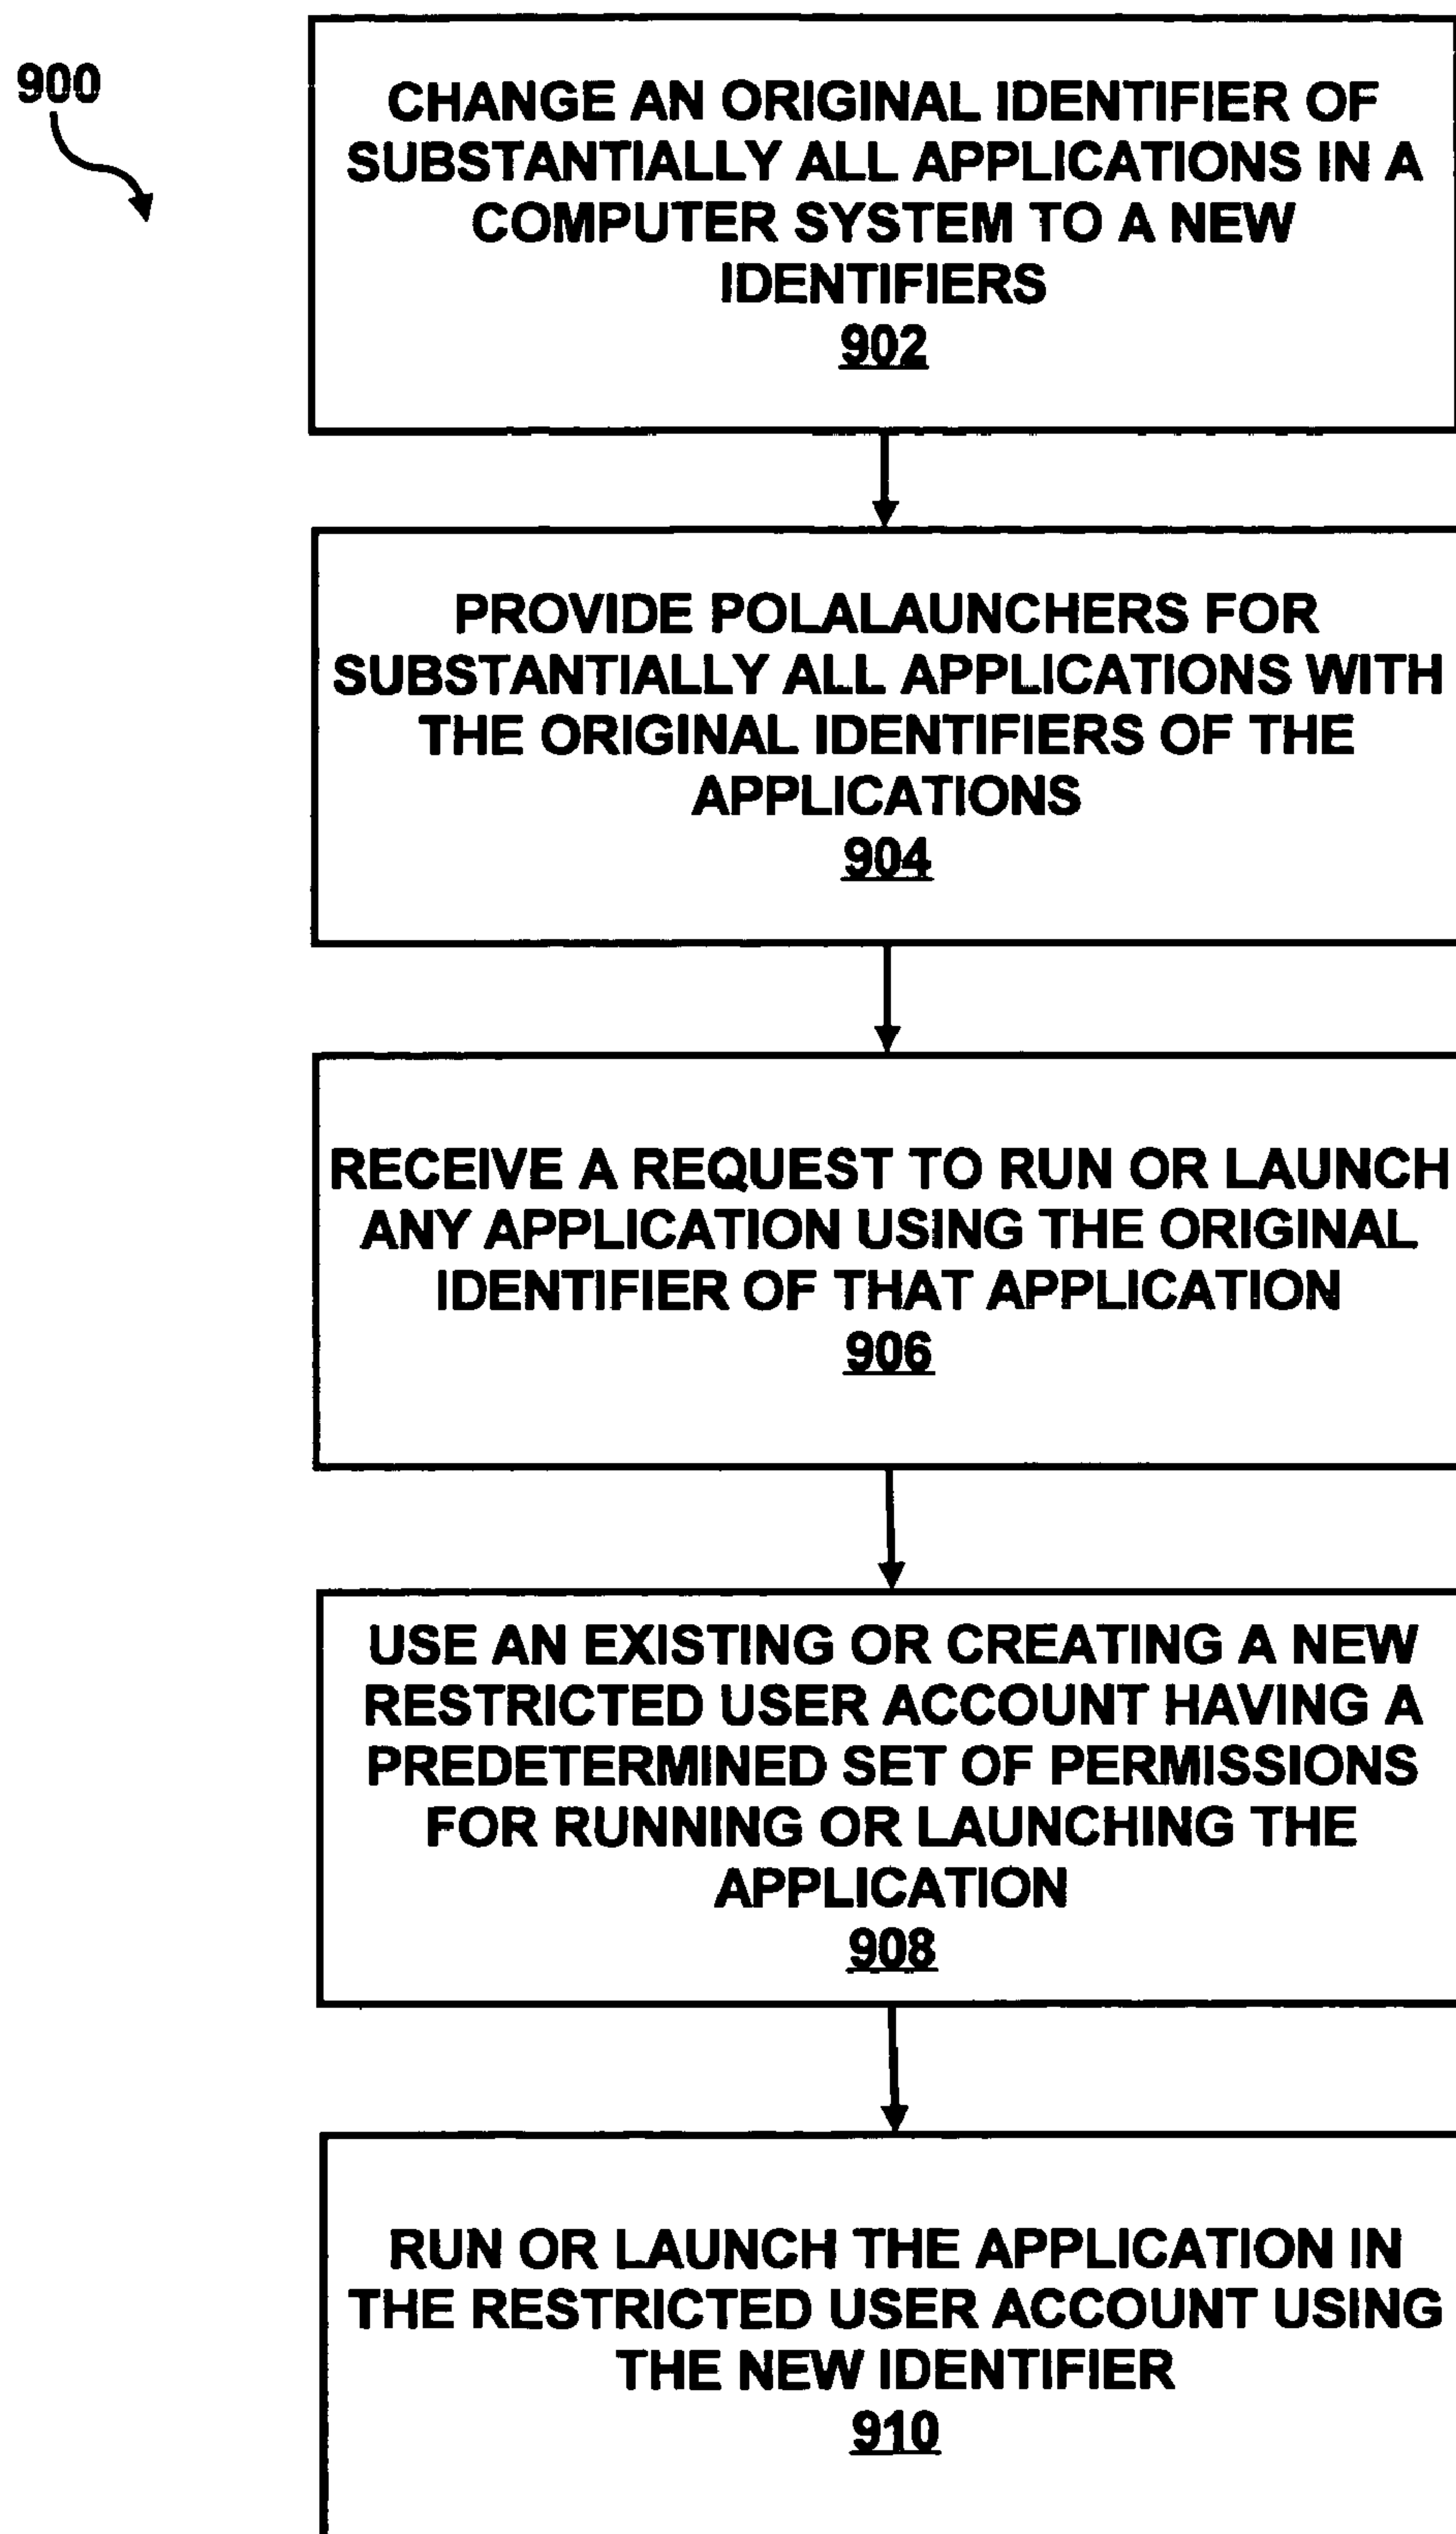 900
CHANGE AN ORIGINAL IDENTIFIER OF
SUBSTANTIALLY ALL APPLICATIONS IN A
COMPUTER SYSTEM TO A NEW
IDENTIFIERS
902
PROVIDE POLALAUNCHERS FOR
SUBSTANTIALLY ALL APPLICATIONS WITH
THE ORIGINAL IDENTIFIERS OF THE
APPLICATIONS
904
RECEIVE A REQUEST TO RUN OR LAUNCH
ANY APPLICATION USING THE ORIGINAL
IDENTIFIER OF THAT APPLICATION
906
USE AN EXISTING OR CREATING A NEW
RESTRICTED USER ACCOUNT HAVING A
PREDETERMINED SET OF PERMISSIONS
FOR RUNNING OR LAUNCHING THE
APPLICATION
908
RUN OR LAUNCH THE APPLICATION IN
THE RESTRICTED USER ACCOUNT USING
THE NEW IDENTIFIER
910